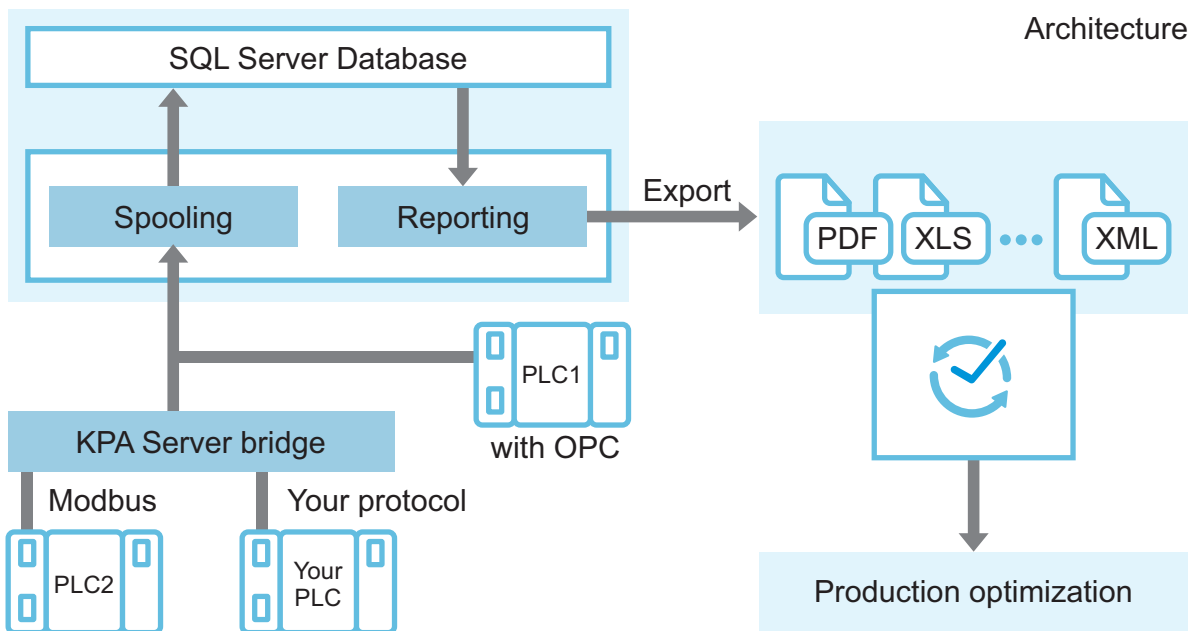 Architecture
SQL Server Database
Spooling
Reporting
Export
PDF
XLS
XML
PLC1
with OPC
KPA Server bridge
Modbus
Your protocol
PLC2
Your
PLC
Production optimization